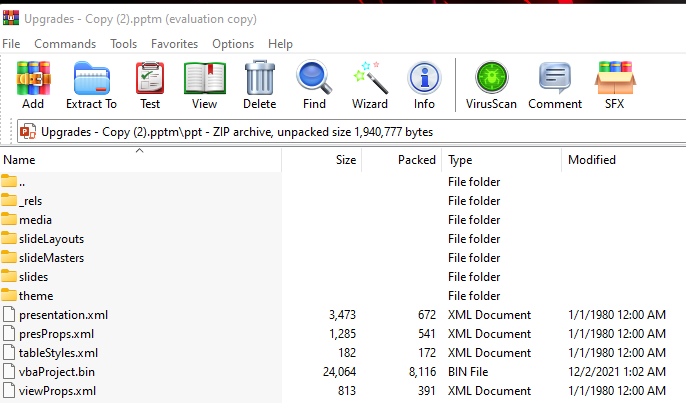 Upgrades - Copy (2).pptm (evaluation copy)
File Commands Tools Favorites Options Help
Add Extract To Test View Delete Find Wizard Info VirusScan Comment SFX
Upgrades - Copy (2).pptm\ppt - ZIP archive, unpacked size 1,940,777 bytes
Name Size Packed Type Modified
.. File folder
_rels File folder
media File folder
slideLayouts File folder
slideMasters File folder
slides File folder
theme File folder
presentation.xml 3,473 672 XML Document 1/1/1980 12:00 AM
presProps.xml 1,285 541 XML Document 1/1/1980 12:00 AM
tableStyles.xml 182 172 XML Document 1/1/1980 12:00 AM
vbaProject.bin 24,064 8,116 BIN File 12/2/2021 1:02 AM
viewProps.xml 813 391 XML Document 1/1/1980 12:00 AM